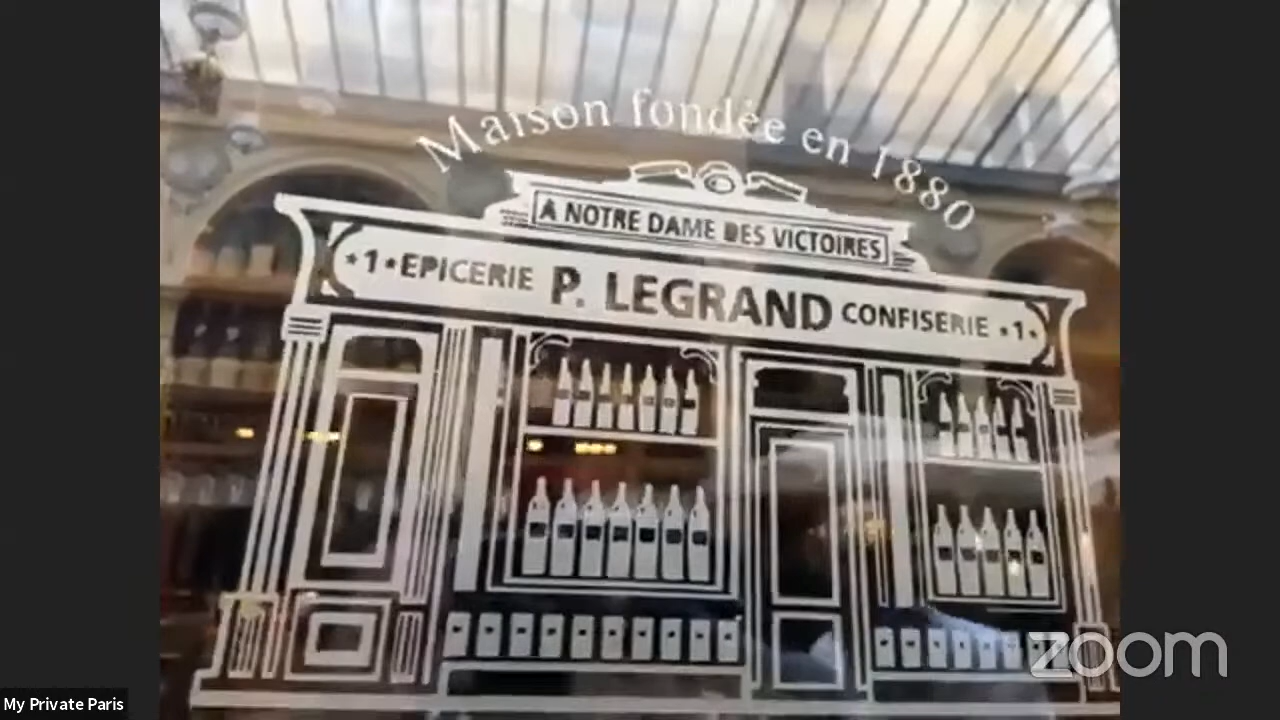 Maison fondée en 1880
A NOTRE DAME DES VICTOIRES
*1*EPICERIE P. LEGRAND CONFISERIE *1*
zoom
My Private Paris